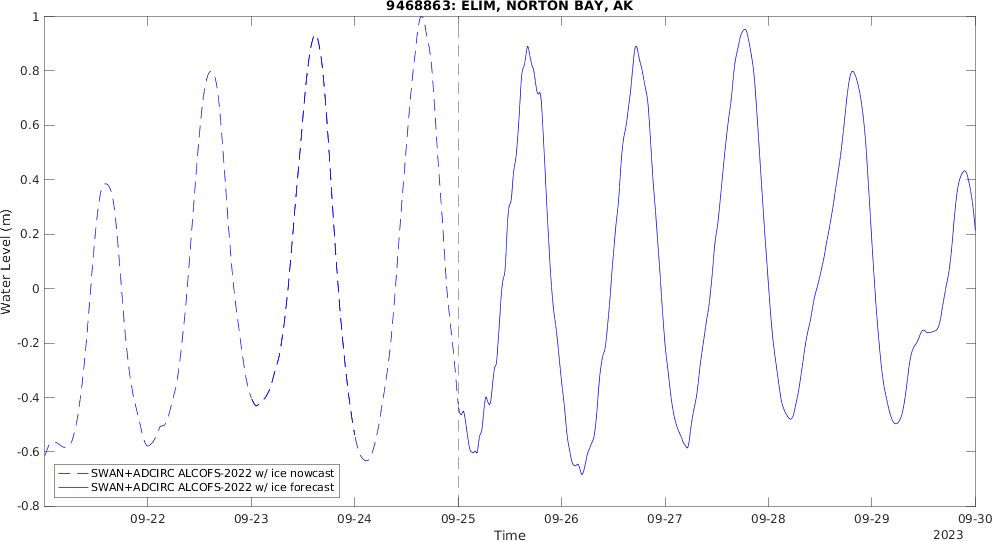 9468863: ELIM, NORTON BAY, AK
1
0.8
0.6
0.4
0.2
0
-0.2
-0.4
-0.6
-0.8
Water Level (m)
SWAN+ADCIRC ALCOFS-2022 w/ ice nowcast
SWAN+ADCIRC ALCOFS-2022 w/ ice forecast
09-22 09-23 09-24 09-25 09-26 09-27 09-28 09-29 09-30
Time
2023